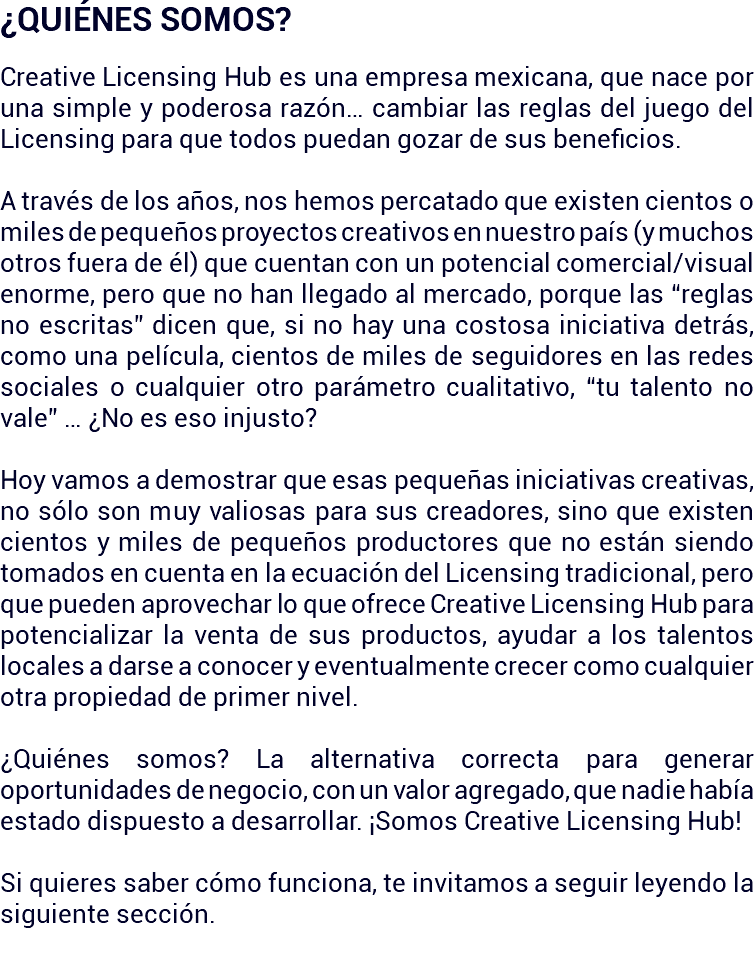 ¿QUIÉNES SOMOS?
Creative Licensing Hub es una empresa mexicana, que nace por
una simple y poderosa razón... cambiar las reglas del juego del
Licensing para que todos puedan gozar de sus beneficios.
A través de los años, nos hemos percatado que existen cientos o
miles de pequeños proyectos creativos en nuestro país (y muchos
otros fuera de él) que cuentan con un potencial comercial/visual
enorme, pero que no han llegado al mercado, porque las “reglas
no escritas” dicen que, si no hay una costosa iniciativa detrás,
como una película, cientos de miles de seguidores en las redes
sociales o cualquier otro parámetro cualitativo, “tu talento no
vale” ... ¿No es eso injusto?
Hoy vamos a demostrar que esas pequeñas iniciativas creativas,
no sólo son muy valiosas para sus creadores, sino que existen
cientos y miles de pequeños productores que no están siendo
tomados en cuenta en la ecuación del Licensing tradicional, pero
que pueden aprovechar lo que ofrece Creative Licensing Hub para
potencializar la venta de sus productos, ayudar a los talentos
locales a darse a conocer y eventualmente crecer como cualquier
otra propiedad de primer nivel.
¿Quiénes somos? La alternativa correcta para generar
oportunidades de negocio, con un valor agregado, que nadie había
estado dispuesto a desarrollar. ¡Somos Creative Licensing Hub!
Si quieres saber cómo funciona, te invitamos a seguir leyendo la
siguiente sección.